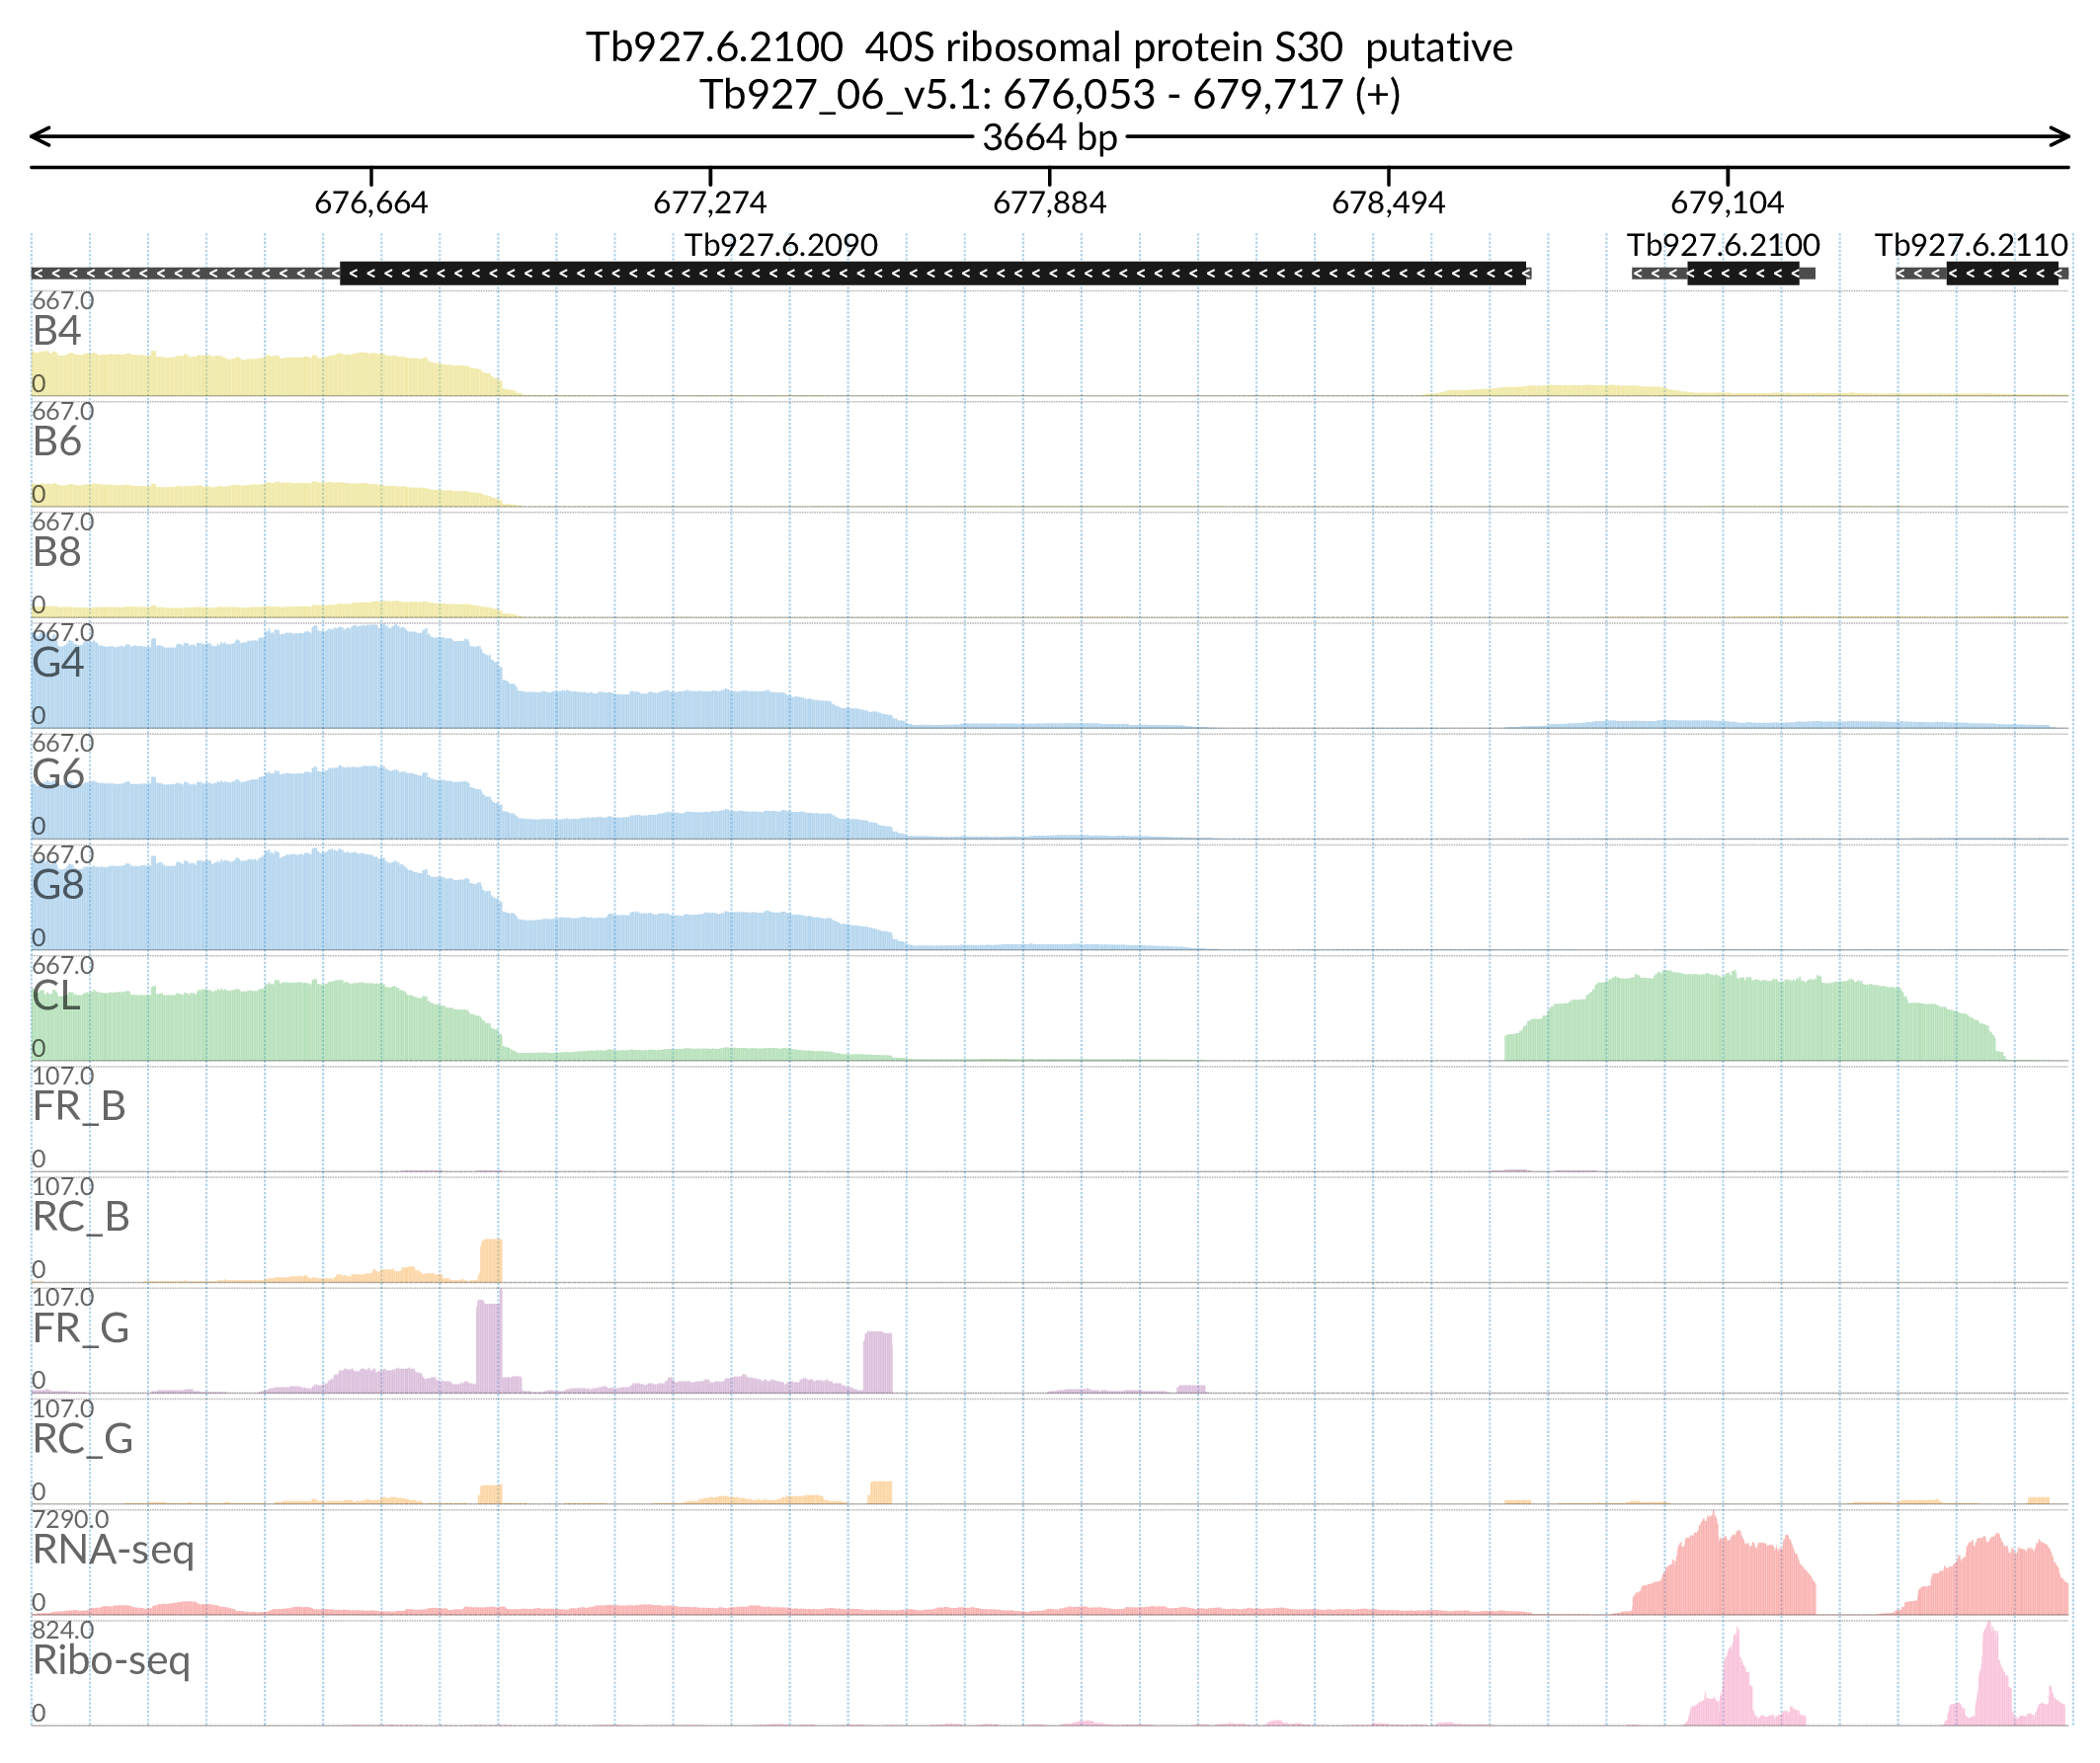 Tb927.6.2100 40S ribosomal protein S30 putative
Tb927_06_v5.1: 676,053 - 679,717 (+)
3664 bp
676,664 677,274 677,884 678,494 679,104
Tb927.6.2090 Tb927.6.2100 Tb927.6.2110
667.0
B4
0
667.0
B6
0
667.0
B8
0
667.0
G4
0
667.0
G6
0
667.0
G8
0
667.0
CL
0
107.0
FR_B
0
107.0
RC_B
0
107.0
FR_G
0
107.0
RC_G
0
7290.0
RNA-seq
0
824.0
Ribo-seq
0